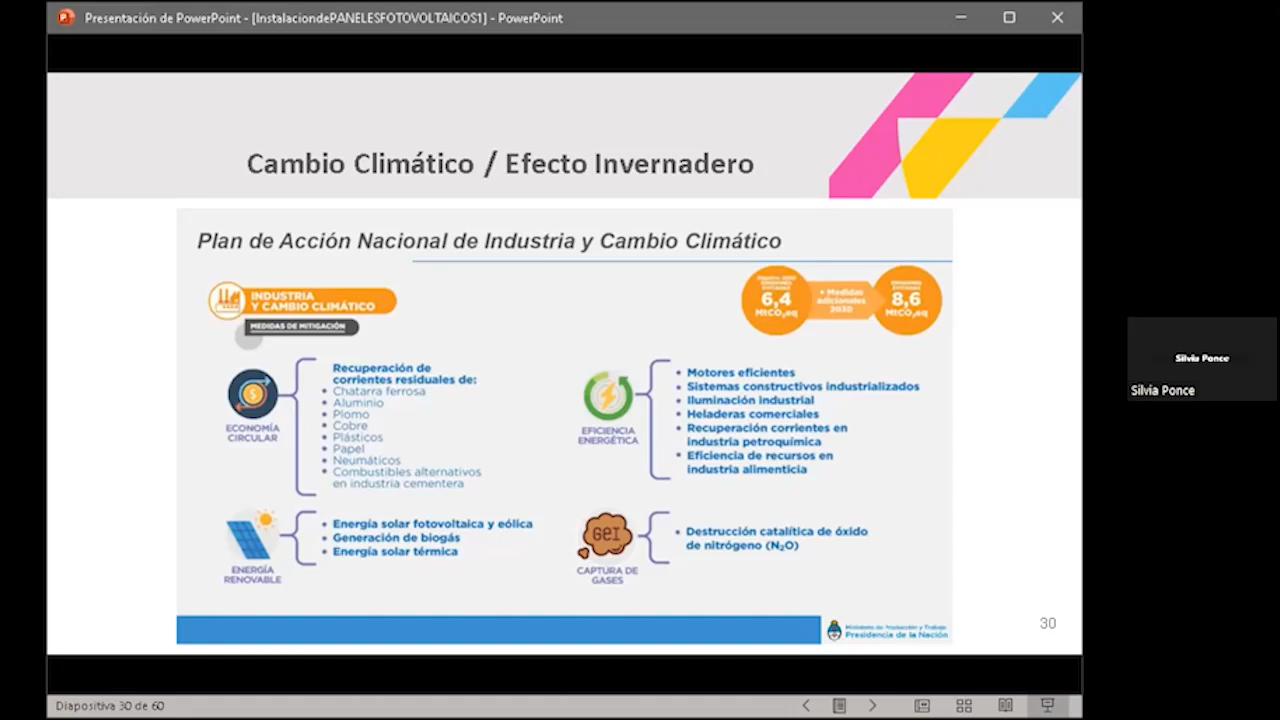 Presentación de PowerPoint - [InstalaciondePANELESFOTOVOLTAICOS1] - PowerPoint
Cambio Climático / Efecto Invernadero
Plan de Acción Nacional de Industria y Cambio Climático
INDUSTRIA
Y CAMBIO CLIMÁTICO
MEDIDAS DE MITIGACIÓN
6,4
MtCO₂eq
• Medidas
adicionales
2030
8,6
MtCO₂eq
ECONOMÍA
CIRCULAR
Recuperación de
corrientes residuales de:
• Chatarra ferrosa
• Aluminio
• Plomo
• Cobre
• Plásticos
• Papel
• Neumáticos
• Combustibles alternativos
en industria cementera
EFICIENCIA
ENERGÉTICA
• Motores eficientes
• Sistemas constructivos industrializados
• Iluminación industrial
• Heladeras comerciales
• Recuperación corrientes en
industria petroquímica
• Eficiencia de recursos en
industria alimenticia
ENERGÍA
RENOVABLE
• Energía solar fotovoltaica y eólica
• Generación de biogás
• Energía solar térmica
GEI
CAPTURA DE
GASES
• Destrucción catalítica de óxido
de nitrógeno (N₂O)
Ministerio de Producción y Trabajo
Presidencia de la Nación
30
Silvia Ponce
Silvia Ponce
Diapositiva 30 de 60